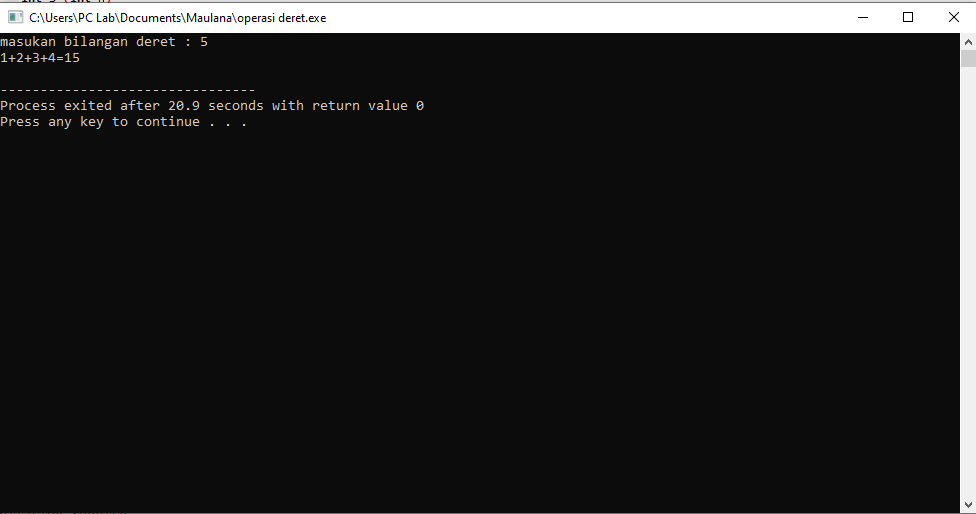 C:\Users\PC Lab\Documents\Maulana\operasi deret.exe
masukan bilangan deret : 5
1+2+3+4=15
--------------------------------
Process exited after 20.9 seconds with return value 0
Press any key to continue . . .